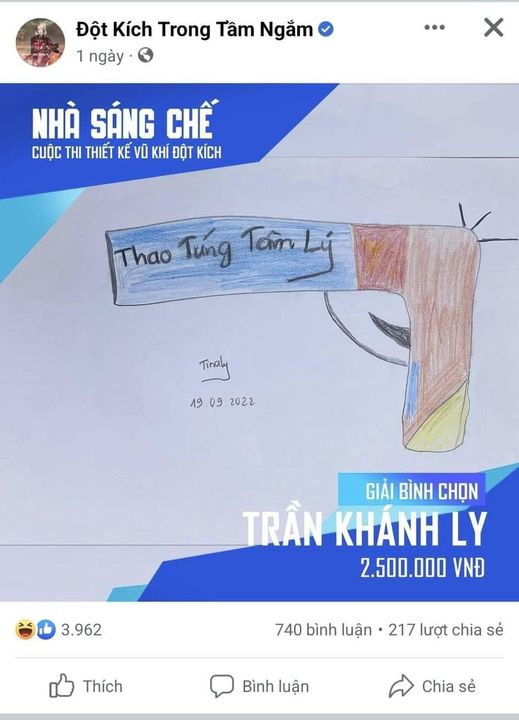 Đột Kích Trong Tầm Ngắm
1 ngày
NHÀ SÁNG CHẾ
CUỘC THI THIẾT KẾ VŨ KHÍ ĐỘT KÍCH
Thao Túng Tâm Lý
Tinaly
19 09 2022
GIẢI BÌNH CHỌN
TRẦN KHÁNH LY
2.500.000 VNĐ
3.962 740 bình luận • 217 lượt chia sẻ
Thích Bình luận Chia sẻ